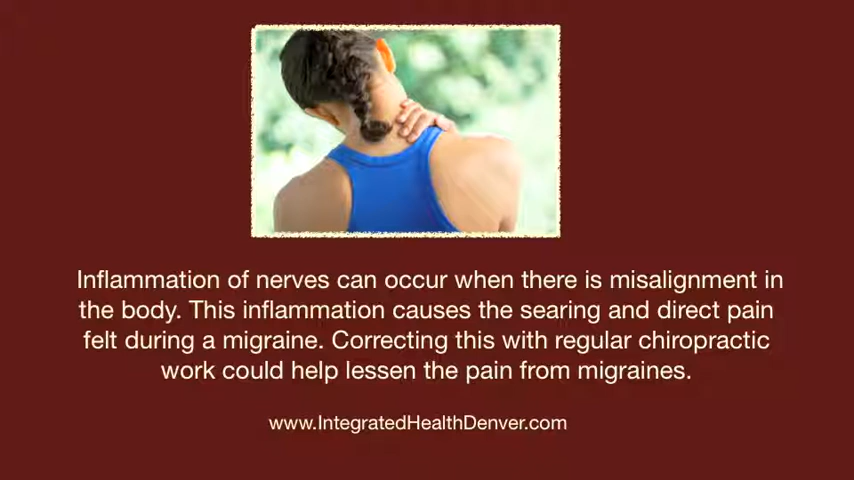 Inflammation of nerves can occur when there is misalignment in
the body. This inflammation causes the searing and direct pain
felt during a migraine. Correcting this with regular chiropractic
work could help lessen the pain from migraines.
www.IntegratedHealthDenver.com